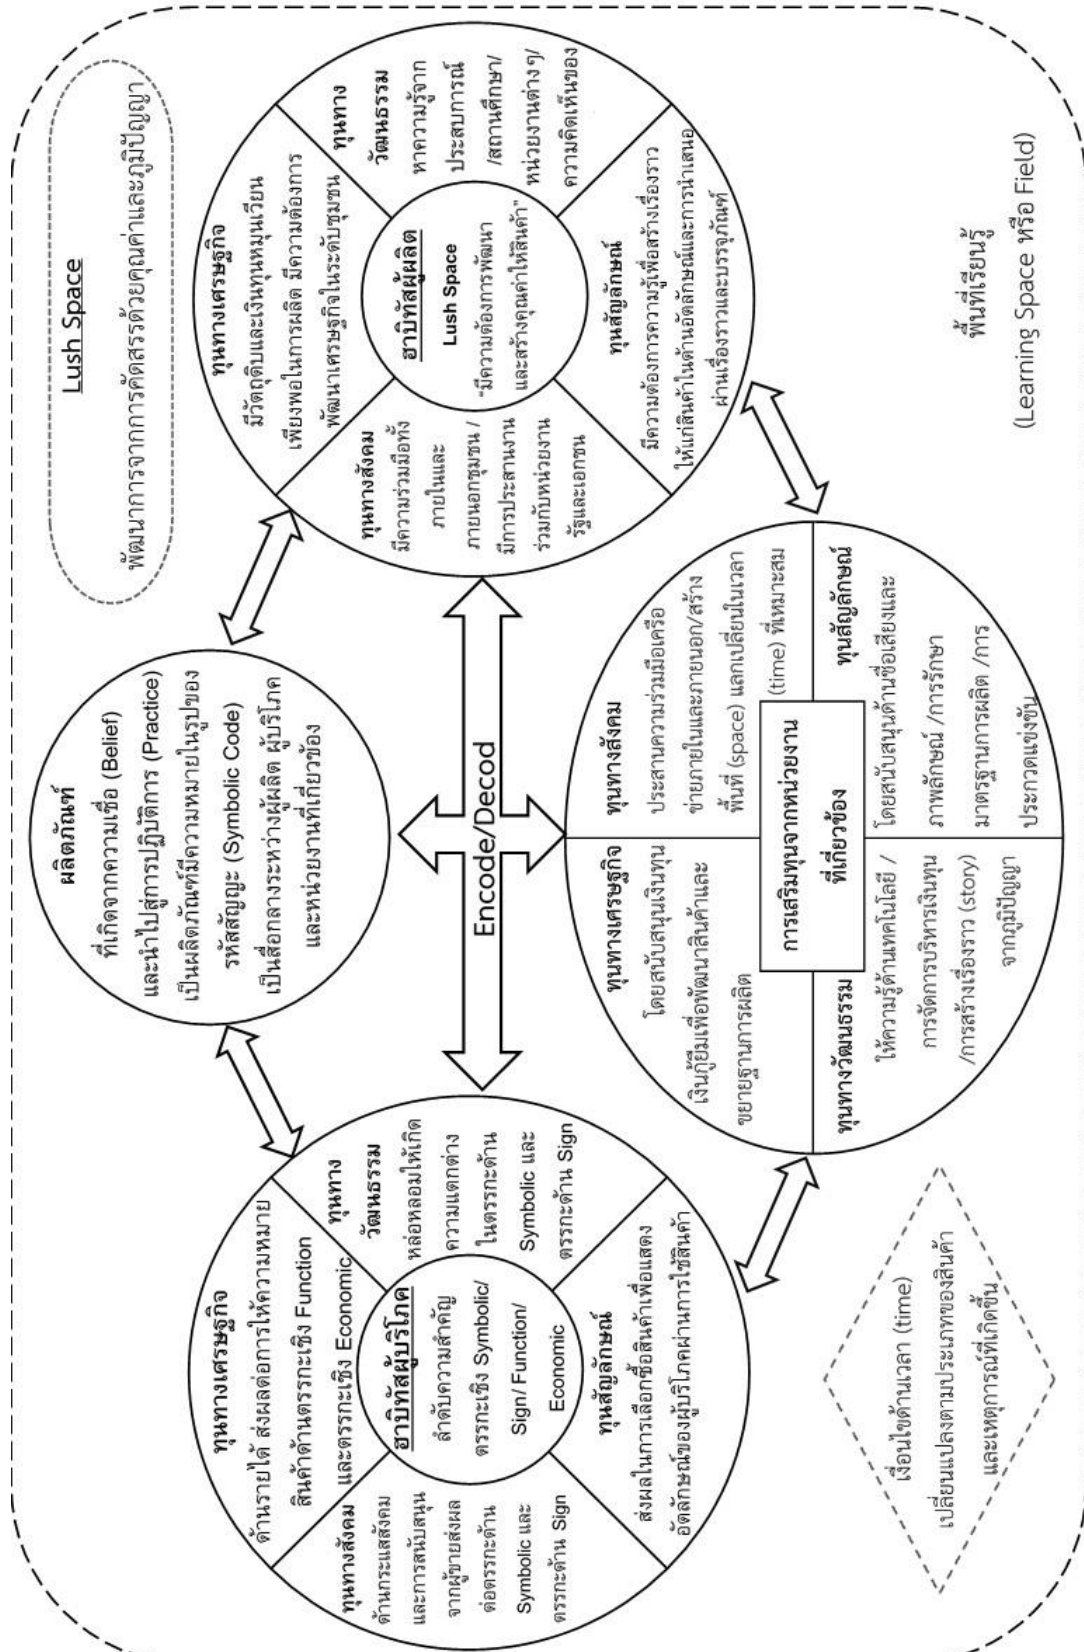 Lush Space
พัฒนาการจากการคัดสรรด้วยคุณค่าและภูมิปัญญา
ผลิตภัณฑ์
ที่เกิดจากความเชื่อ (Belief)
และนำไปสู่การปฏิบัติการ (Practice)
เป็นผลิตภัณฑ์มีความหมายในรูปของ
รหัสสัญญะ (Symbolic Code)
เป็นสื่อกลางระหว่างผู้ผลิต ผู้บริโภค
และหน่วยงานที่เกี่ยวข้อง
ทุนทางเศรษฐกิจ
ด้านรายได้ ส่งผลต่อการให้ความหมาย
สินค้าด้านตรรกะเชิง Function
และตรรกะเชิง Economic
ทุนทางสังคม
ด้านกระแสสังคม
และการสนับสนุน
จากผู้ขายส่งผล
ต่อตรรกะด้าน
Symbolic และ
ตรรกะด้าน Sign
ฮาบิทัสผู้บริโภค
ลำดับความสำคัญ
ตรรกะเชิง Symbolic/
Sign/ Function/
Economic
ทุนทาง
วัฒนธรรม
หล่อหลอมให้เกิด
ความแตกต่าง
ในตรรกะด้าน
Symbolic และ
ตรรกะด้าน Sign
ทุนสัญลักษณ์
ส่งผลในการเลือกซื้อสินค้าเพื่อแสดง
อัตลักษณ์ของผู้บริโภคผ่านการใช้สินค้า
Encode/Decod
ทุนทางเศรษฐกิจ
มีวัตถุดิบและเงินทุนหมุนเวียน
เพียงพอในการผลิต มีความต้องการ
พัฒนาเศรษฐกิจในระดับชุมชน
ทุนทางสังคม
มีความร่วมมือทั้ง
ภายในและ
ภายนอกชุมชน /
มีการประสานงาน
ร่วมกับหน่วยงาน
รัฐและเอกชน
ฮาบิทัสผู้ผลิต
Lush Space
“มีความต้องการพัฒนา
และสร้างคุณค่าให้สินค้า”
ทุนทาง
วัฒนธรรม
หาความรู้จาก
ประสบการณ์
/สถานศึกษา/
หน่วยงานต่างๆ/
ความคิดเห็นของ
ทุนสัญลักษณ์
มีความต้องการความรู้เพื่อสร้างเรื่องราว
ให้แก่สินค้าในด้านอัตลักษณ์และการนำเสนอ
ผ่านเรื่องราวและบรรจุภัณฑ์
ทุนทางเศรษฐกิจ
โดยสนับสนุนเงินทุน
เงินกู้ยืมเพื่อพัฒนาสินค้าและ
ขยายฐานการผลิต
ทุนทางสังคม
ประสานความร่วมมือเครือ
ข่ายภายในและภายนอก/สร้าง
พื้นที่ (space) แลกเปลี่ยนในเวลา
(time) ที่เหมาะสม
การเสริมทุนจากหน่วยงาน
ที่เกี่ยวข้อง
ทุนทางวัฒนธรรม
ให้ความรู้ด้านเทคโนโลยี /
การจัดการบริหารเงินทุน
/การสร้างเรื่องราว (story)
จากภูมิปัญญา
ทุนสัญลักษณ์
โดยสนับสนุนด้านชื่อเสียงและ
ภาพลักษณ์ /การรักษา
มาตรฐานการผลิต /การ
ประกวดแข่งขัน
เงื่อนไขด้านเวลา (time)
เปลี่ยนแปลงตามประเภทของสินค้า
และเหตุการณ์ที่เกิดขึ้น
พื้นที่เรียนรู้
(Learning Space หรือ Field)